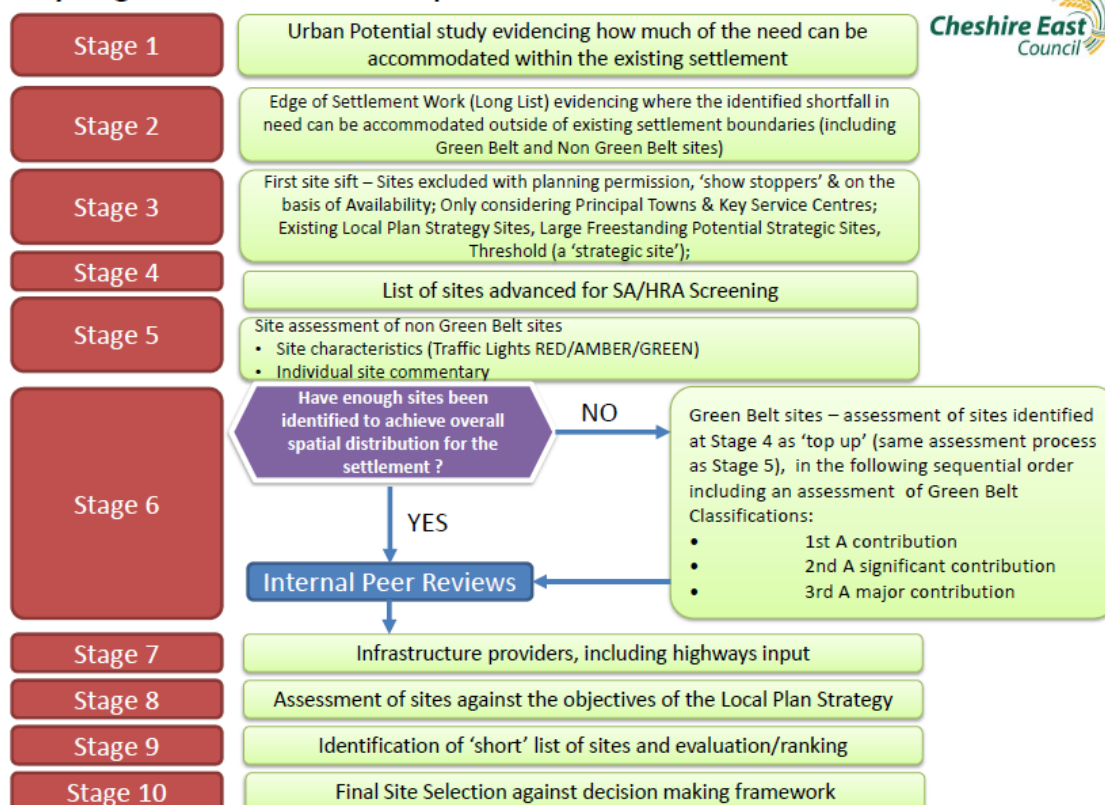 Cheshire East
Council
Stage 1
Urban Potential study evidencing how much of the need can be
accommodated within the existing settlement
Stage 2
Edge of Settlement Work (Long List) evidencing where the identified shortfall in
need can be accommodated outside of existing settlement boundaries (including
Green Belt and Non Green Belt sites)
Stage 3
First site sift – Sites excluded with planning permission, ‘show stoppers’ & on the
basis of Availability; Only considering Principal Towns & Key Service Centres;
Existing Local Plan Strategy Sites, Large Freestanding Potential Strategic Sites,
Threshold (a ‘strategic site’);
Stage 4
List of sites advanced for SA/HRA Screening
Stage 5
Site assessment of non Green Belt sites
• Site characteristics (Traffic Lights RED/AMBER/GREEN)
• Individual site commentary
Stage 6
Have enough sites been
identified to achieve overall
spatial distribution for the
settlement ?
NO
YES
Internal Peer Reviews
Green Belt sites – assessment of sites identified
at Stage 4 as ‘top up’ (same assessment process
as Stage 5), in the following sequential order
including an assessment of Green Belt
Classifications:
• 1st A contribution
• 2nd A significant contribution
• 3rd A major contribution
Stage 7
Infrastructure providers, including highways input
Stage 8
Assessment of sites against the objectives of the Local Plan Strategy
Stage 9
Identification of ‘short’ list of sites and evaluation/ranking
Stage 10
Final Site Selection against decision making framework